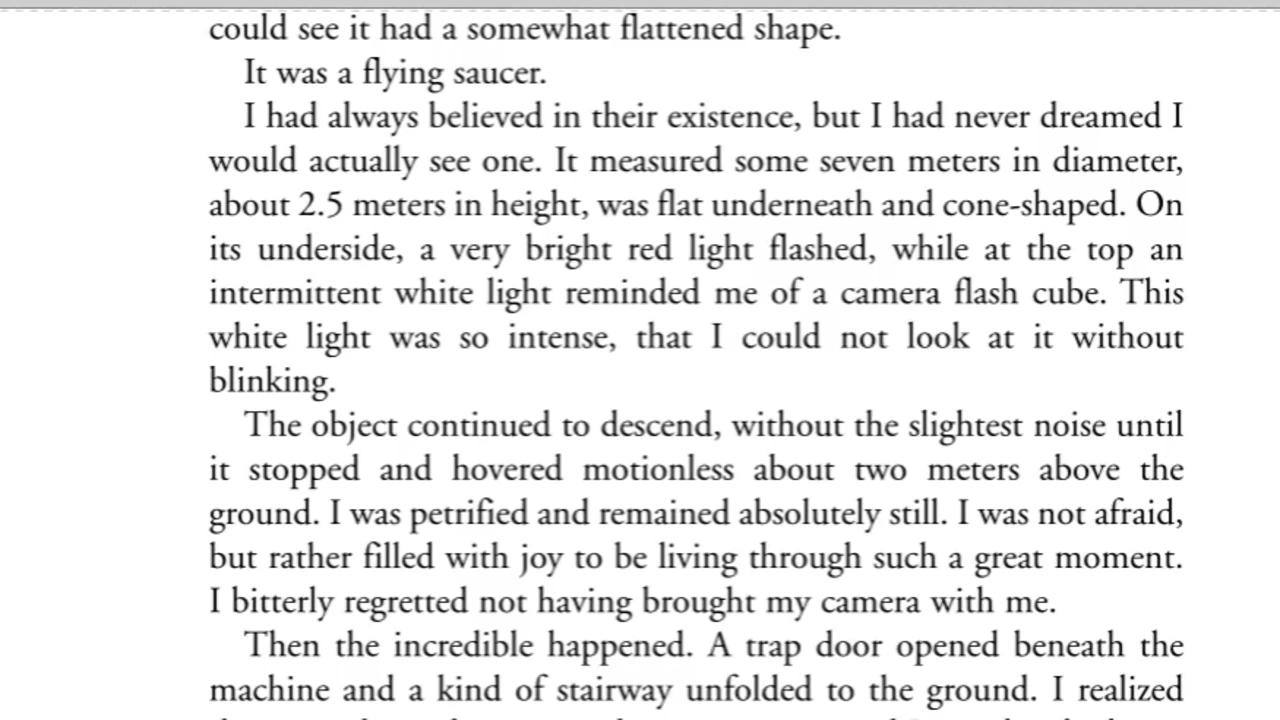 could see it had a somewhat flattened shape.
It was a flying saucer.
I had always believed in their existence, but I had never dreamed I
would actually see one. It measured some seven meters in diameter,
about 2.5 meters in height, was flat underneath and cone-shaped. On
its underside, a very bright red light flashed, while at the top an
intermittent white light reminded me of a camera flash cube. This
white light was so intense, that I could not look at it without
blinking.
The object continued to descend, without the slightest noise until
it stopped and hovered motionless about two meters above the
ground. I was petrified and remained absolutely still. I was not afraid,
but rather filled with joy to be living through such a great moment.
I bitterly regretted not having brought my camera with me.
Then the incredible happened. A trap door opened beneath the
machine and a kind of stairway unfolded to the ground. I realized